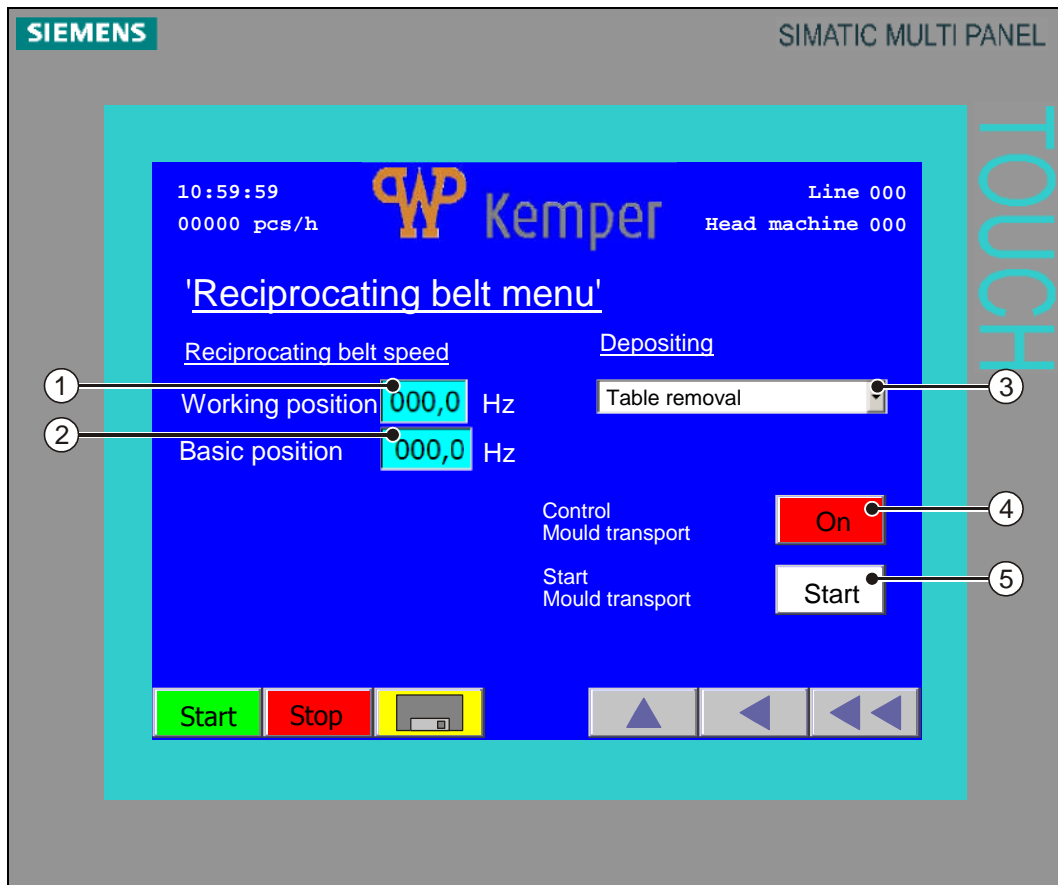 SIEMENS
SIMATIC MULTI PANEL
TOUCH
10:59:59
00000 pcs/h
WP Kemper
Line 000
Head machine 000
'Reciprocating belt menu'
Reciprocating belt speed
Depositing
1
Working position 000,0 Hz
Table removal
3
2
Basic position 000,0 Hz
Control
Mould transport
On
4
Start
Mould transport
Start
5
Start
Stop